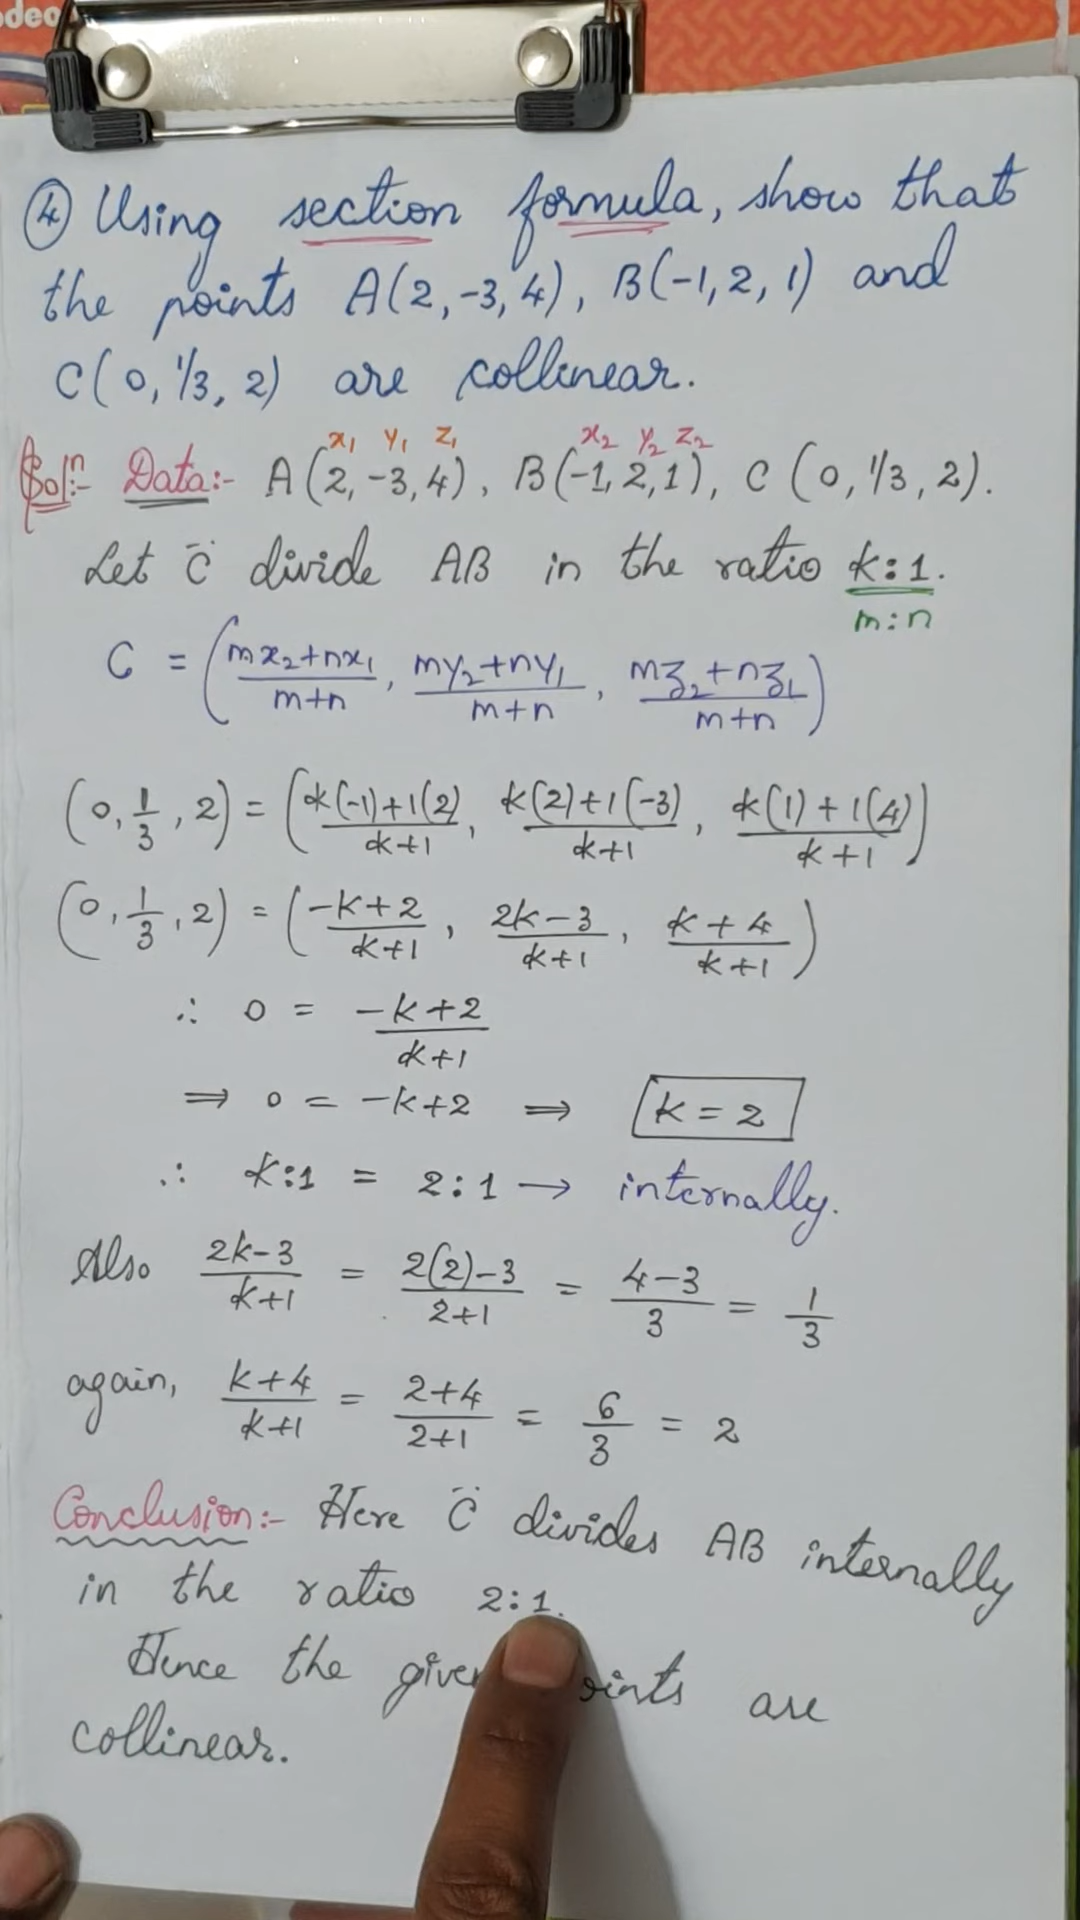 odeo
④ Using section formula, show that
the points A(2, -3, 4), B(-1, 2, 1) and
C(0, 1/3, 2) are collinear.
x₁ y₁ z₁ x₂ y₂ z₂
Solⁿ:- Data:- A(2, -3, 4), B(-1, 2, 1), C(0, 1/3, 2).
Let C̈ divide AB in the ratio k:1.
m:n
C = ((mx₂+nx₁)/(m+n), (my₂+ny₁)/(m+n), (mz₂+nz₁)/(m+n))
(0, 1/3, 2) = ((k(-1)+1(2))/(k+1), (k(2)+1(-3))/(k+1), (k(1)+1(4))/(k+1))
(0, 1/3, 2) = ((-k+2)/(k+1), (2k-3)/(k+1), (k+4)/(k+1))
∴ 0 = (-k+2)/(k+1)
⇒ 0 = -k+2 ⇒ k = 2
∴ k:1 = 2:1 → internally.
Also (2k-3)/(k+1) = (2(2)-3)/(2+1) = (4-3)/3 = 1/3
again, (k+4)/(k+1) = (2+4)/(2+1) = 6/3 = 2
Conclusion:- Here C̈ divides AB internally
in the ratio 2:1.
Hence the given are
collinear.